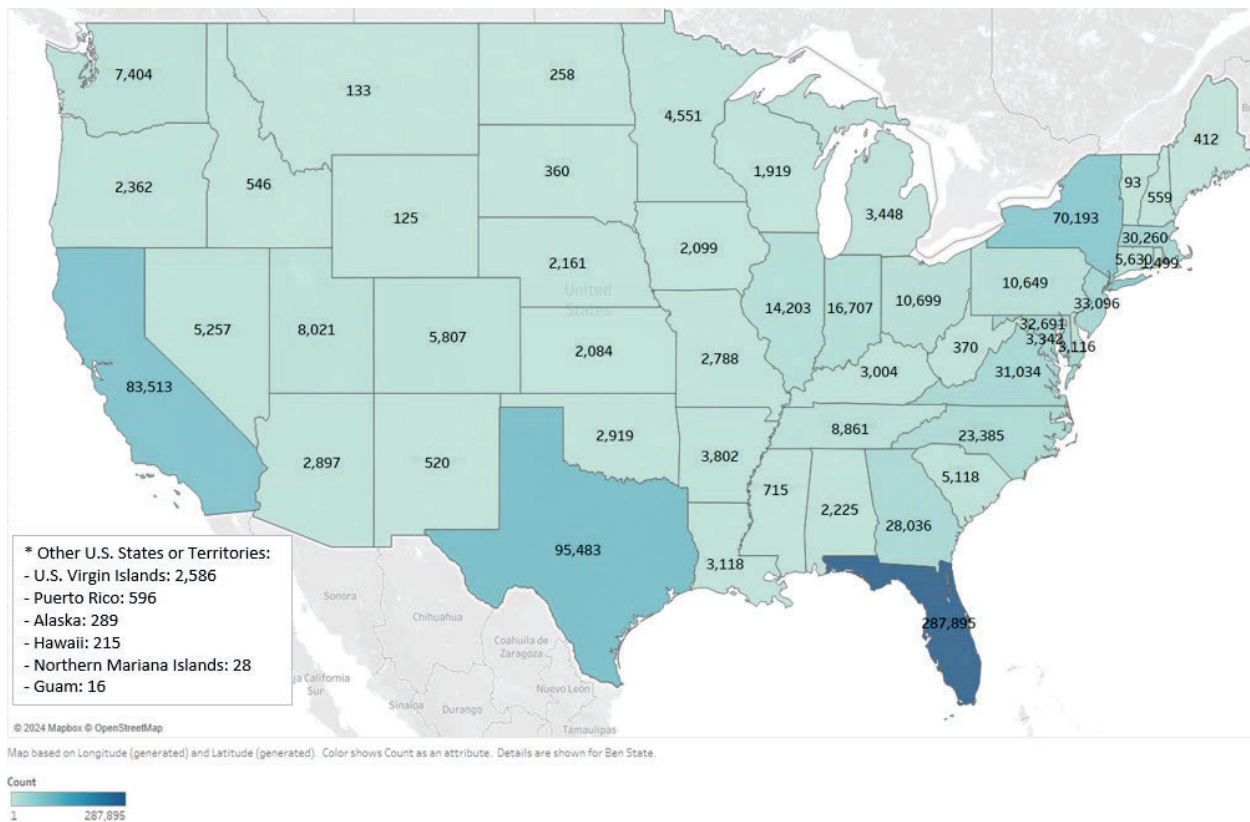 7,404
133
258
4,551
412
1,919
93
559
2,362
546
360
3,448
70,193
125
30,260
2,099
5,630
1,499
2,161
10,649
United
States
5,257
8,021
5,807
14,203
16,707
10,699
33,096
32,691
3,342
3,116
2,084
2,788
370
31,034
83,513
3,004
8,861
23,385
2,897
520
2,919
3,802
5,118
715
2,225
28,036
95,483
3,118
287,895
* Other U.S. States or Territories:
- U.S. Virgin Islands: 2,586
- Puerto Rico: 596
- Alaska: 289
- Hawaii: 215
- Northern Mariana Islands: 28
- Guam: 16
Sonora
Chihuahua
Coahuila de
Zaragoza
ja California
Sur
Sinaloa
Durango
Nuevo León
Tamaulipas
© 2024 Mapbox © OpenStreetMap
Map based on Longitude (generated) and Latitude (generated). Color shows Count as an attribute. Details are shown for Ben State.
Count
1
287,895